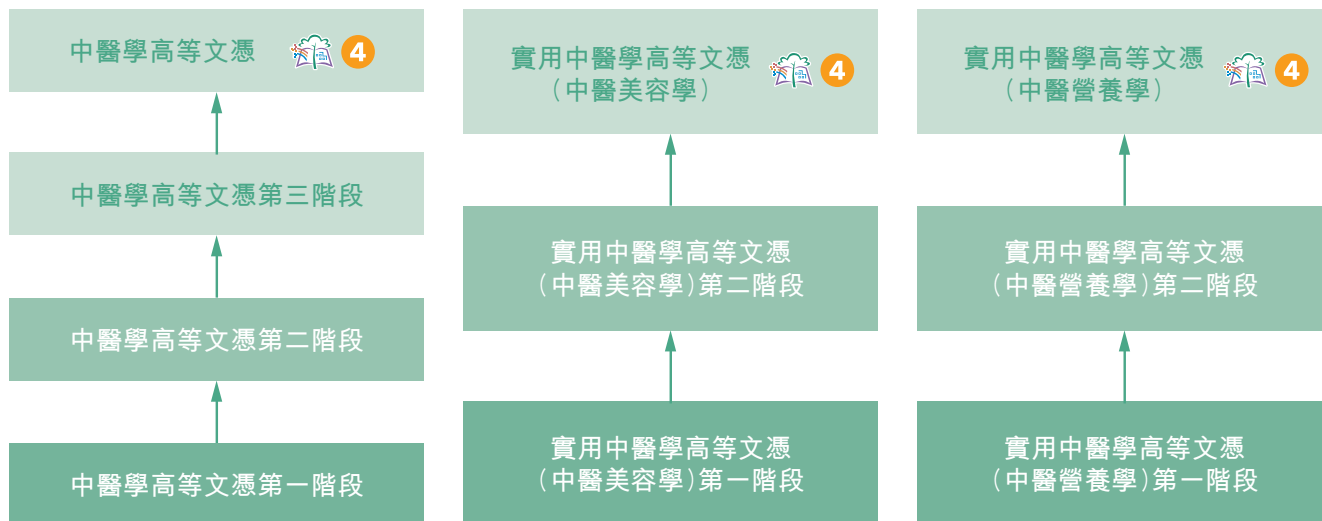 中醫學高等文憑 4
中醫學高等文憑第三階段
中醫學高等文憑第二階段
中醫學高等文憑第一階段
實用中醫學高等文憑
（中醫美容學） 4
實用中醫學高等文憑
（中醫美容學）第二階段
實用中醫學高等文憑
（中醫美容學）第一階段
實用中醫學高等文憑
（中醫營養學） 4
實用中醫學高等文憑
（中醫營養學）第二階段
實用中醫學高等文憑
（中醫營養學）第一階段